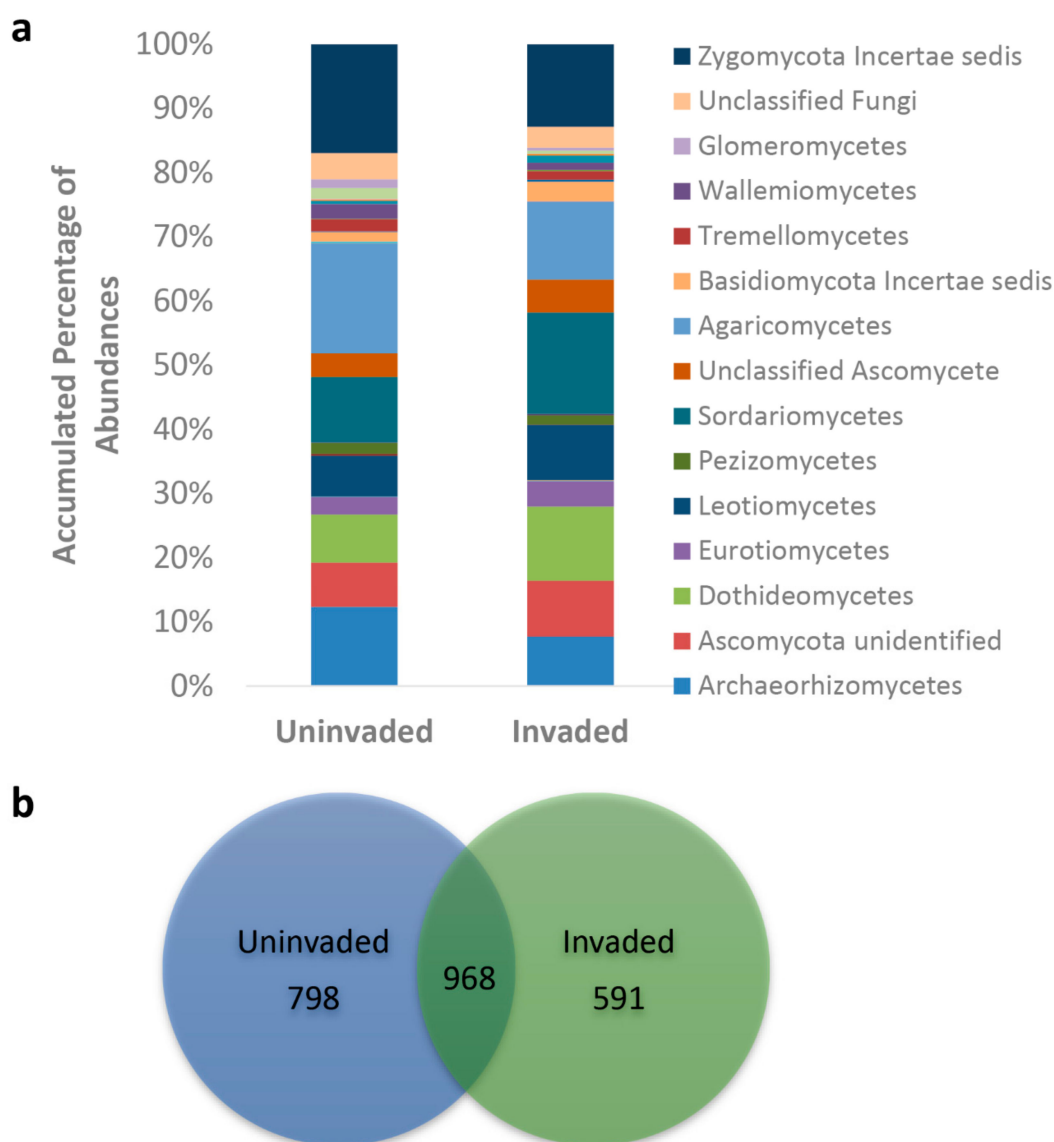 a
Accumulated Percentage of
Abundances
100%
90%
80%
70%
60%
50%
40%
30%
20%
10%
0%
Uninvaded
Invaded
Zygomycota Incertae sedis
Unclassified Fungi
Glomeromycetes
Wallemiomycetes
Tremellomycetes
Basidiomycota Incertae sedis
Agaricomycetes
Unclassified Ascomycete
Sordariomycetes
Pezizomycetes
Leotiomycetes
Eurotiomycetes
Dothideomycetes
Ascomycota unidentified
Archaeorhizomycetes
b
Uninvaded
798
968
Invaded
591